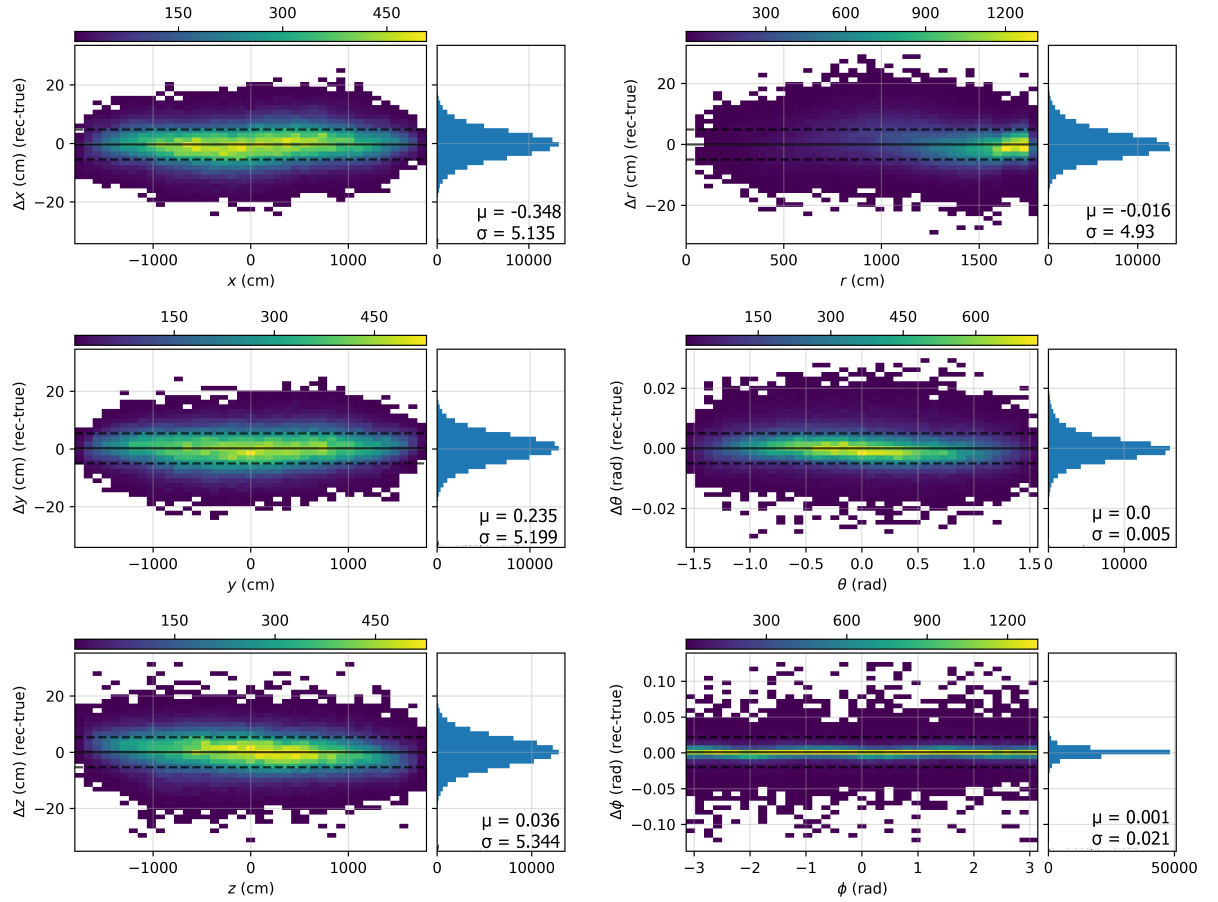 150 300 450
20
0
−20
Δx (cm) (rec-true)
μ = -0.348
σ = 5.135
−1000 0 1000
0 10000
x (cm)
300 600 900 1200
20
0
−20
Δr (cm) (rec-true)
μ = -0.016
σ = 4.93
0 500 1000 1500
0 10000
r (cm)
150 300 450
20
0
−20
Δy (cm) (rec-true)
μ = 0.235
σ = 5.199
−1000 0 1000
0 10000
y (cm)
150 300 450 600
0.02
0.00
−0.02
Δθ (rad) (rec-true)
μ = 0.0
σ = 0.005
−1.5 −1.0 −0.5 0.0 0.5 1.0 1.5
0 10000
θ (rad)
150 300 450
20
0
−20
Δz (cm) (rec-true)
μ = 0.036
σ = 5.344
−1000 0 1000
0 10000
z (cm)
300 600 900 1200
0.10
0.05
0.00
−0.05
−0.10
Δϕ (rad) (rec-true)
μ = 0.001
σ = 0.021
−3 −2 −1 0 1 2 3
0 50000
ϕ (rad)